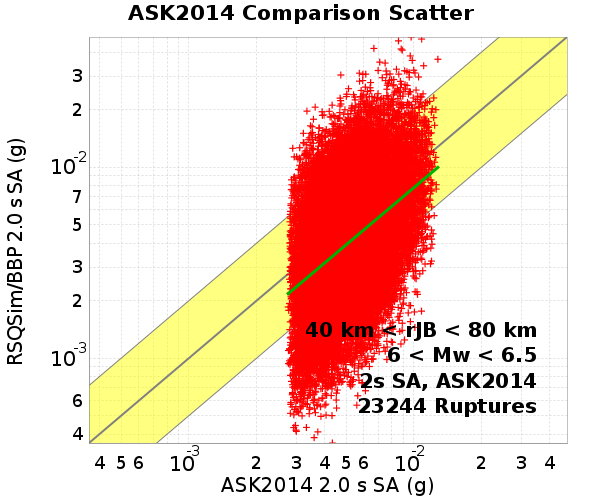 ASK2014 Comparison Scatter
RSQSim/BBP 2.0 s SA (g)
3
2
10-2
7
5
3
2
10-3
6
4
40 km < rJB < 80 km
6 < Mw < 6.5
2s SA, ASK2014
23244 Ruptures
4 5 6 10-3 2 3 4 5 6 10-2 2 3 4
ASK2014 2.0 s SA (g)